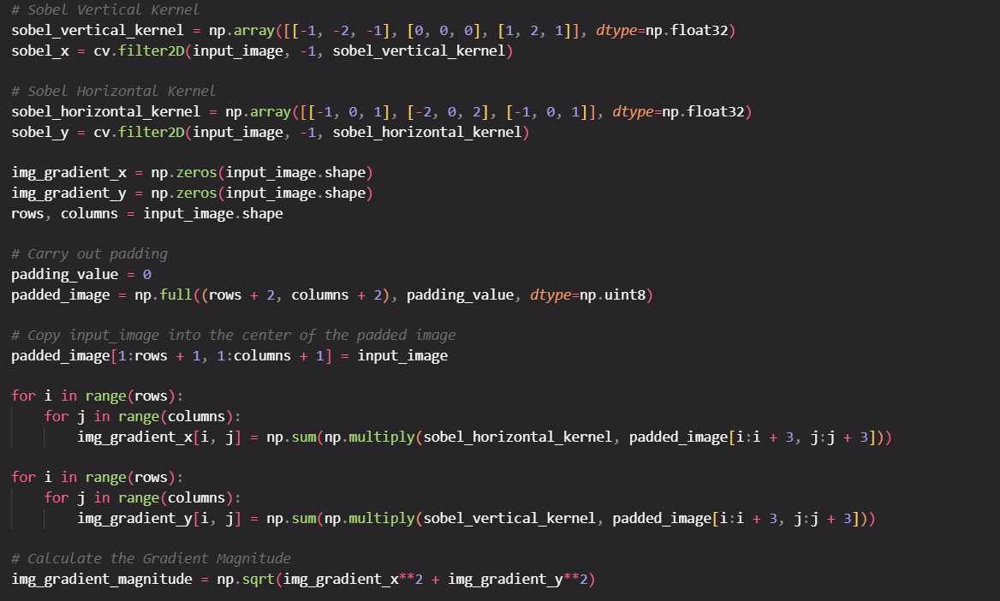 # Sobel Vertical Kernel
sobel_vertical_kernel = np.array([[-1, -2, -1], [0, 0, 0], [1, 2, 1]], dtype=np.float32)
sobel_x = cv.filter2D(input_image, -1, sobel_vertical_kernel)
# Sobel Horizontal Kernel
sobel_horizontal_kernel = np.array([[-1, 0, 1], [-2, 0, 2], [-1, 0, 1]], dtype=np.float32)
sobel_y = cv.filter2D(input_image, -1, sobel_horizontal_kernel)
img_gradient_x = np.zeros(input_image.shape)
img_gradient_y = np.zeros(input_image.shape)
rows, columns = input_image.shape
# Carry out padding
padding_value = 0
padded_image = np.full((rows + 2, columns + 2), padding_value, dtype=np.uint8)
# Copy input_image into the center of the padded image
padded_image[1:rows + 1, 1:columns + 1] = input_image
for i in range(rows):
    for j in range(columns):
        img_gradient_x[i, j] = np.sum(np.multiply(sobel_horizontal_kernel, padded_image[i:i + 3, j:j + 3]))
for i in range(rows):
    for j in range(columns):
        img_gradient_y[i, j] = np.sum(np.multiply(sobel_vertical_kernel, padded_image[i:i + 3, j:j + 3]))
# Calculate the Gradient Magnitude
img_gradient_magnitude = np.sqrt(img_gradient_x**2 + img_gradient_y**2)